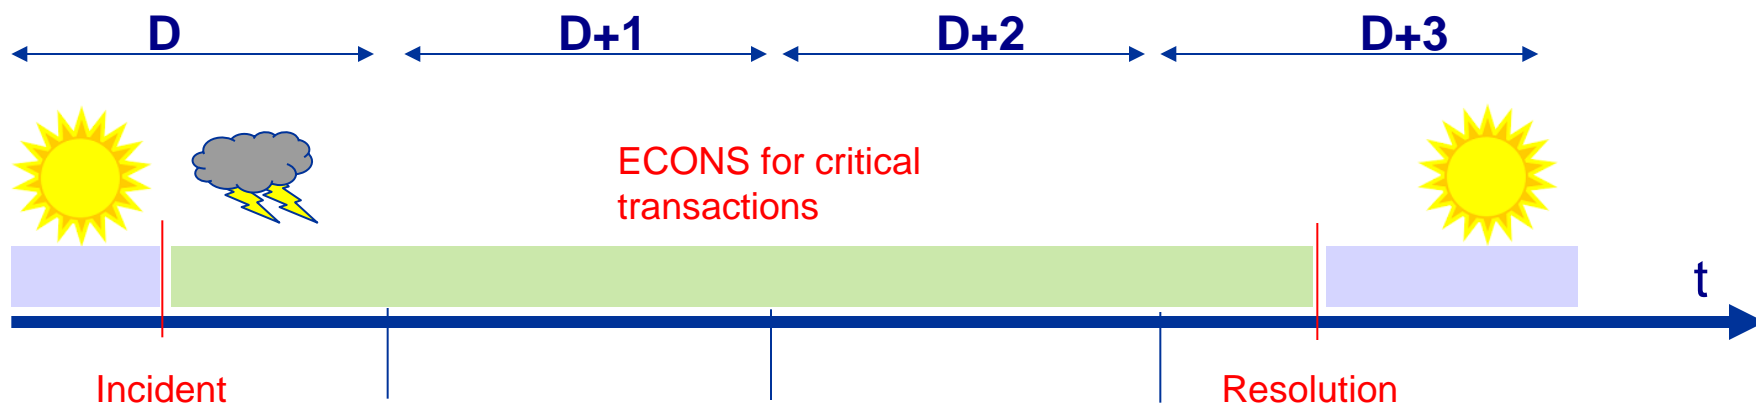 D
D+1
D+2
D+3
ECONS for critical
transactions
t
Incident
Resolution